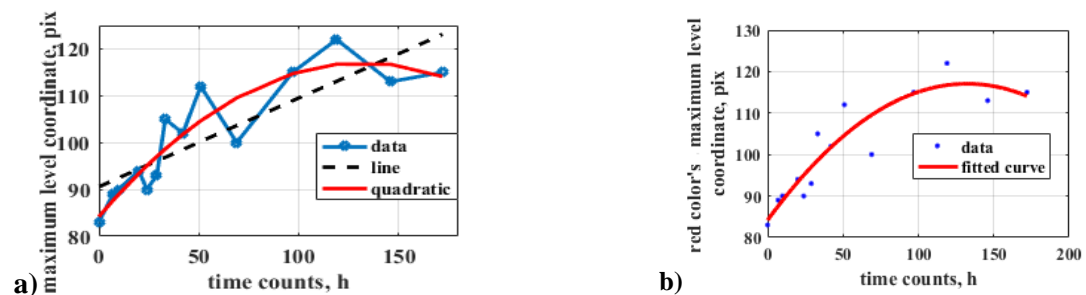 120
110
100
90
80
maximum level coordinate, pix
0
50
100
150
time counts, h
data
line
quadratic
a)
130
120
110
100
90
80
red color's maximum level
coordinate, pix
0
50
100
150
200
time counts, h
data
fitted curve
b)